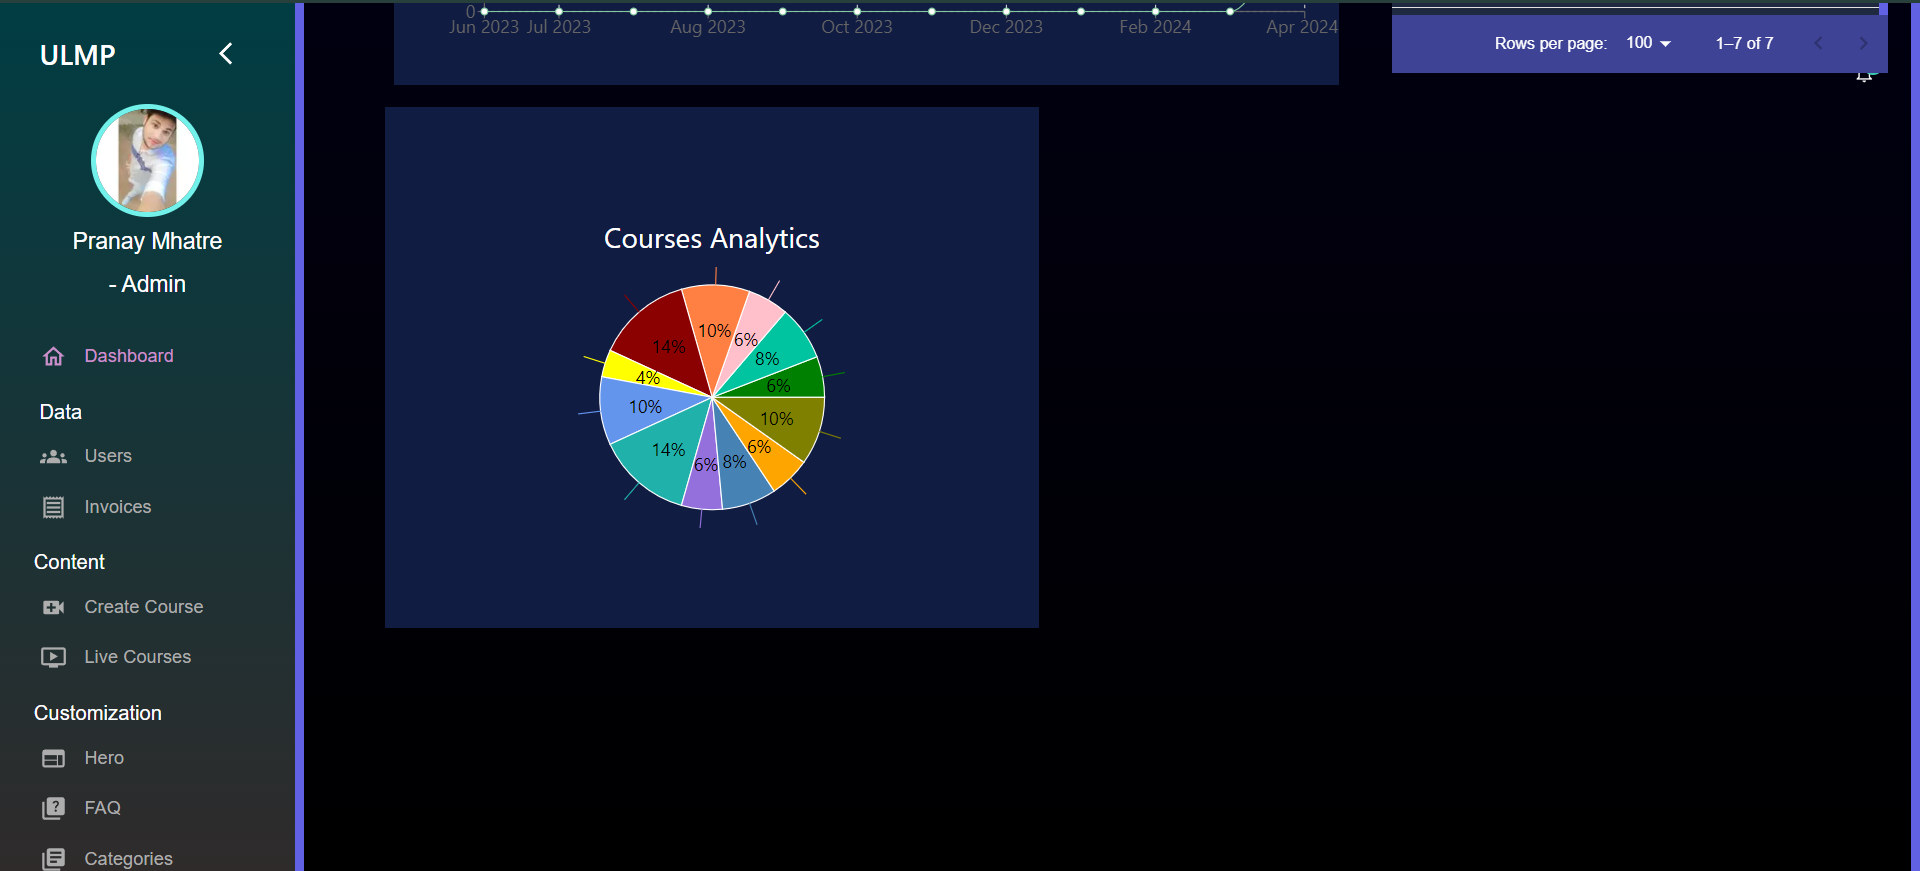 ULMP
Pranay Mhatre
- Admin
Dashboard
Data
Users
Invoices
Content
Create Course
Live Courses
Customization
Hero
FAQ
Categories
0
Jun 2023 Jul 2023 Aug 2023 Oct 2023 Dec 2023 Feb 2024 Apr 2024
Rows per page: 100 1–7 of 7
Courses Analytics
10%
6%
14%
8%
4%
6%
10%
10%
14%
6%
6%
8%